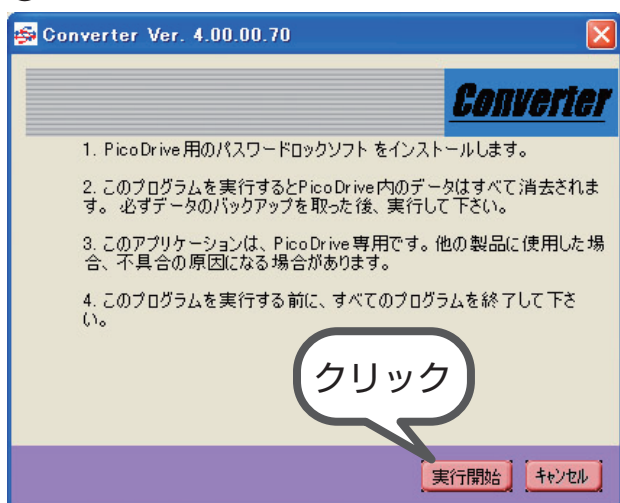 Converter Ver. 4.00.00.70
Converter
1. PicoDrive用のパスワードロックソフト をインストールします。
2. このプログラムを実行するとPicoDrive内のデータはすべて消去されま
す。 必ずデータのバックアップを取った後、実行して下さい。
3. このアプリケーションは、PicoDrive専用です。他の製品に使用した場
合、不具合の原因になる場合があります。
4. このプログラムを実行する前に、すべてのプログラムを終了して下さ
い。
クリック
実行開始 キャンセル